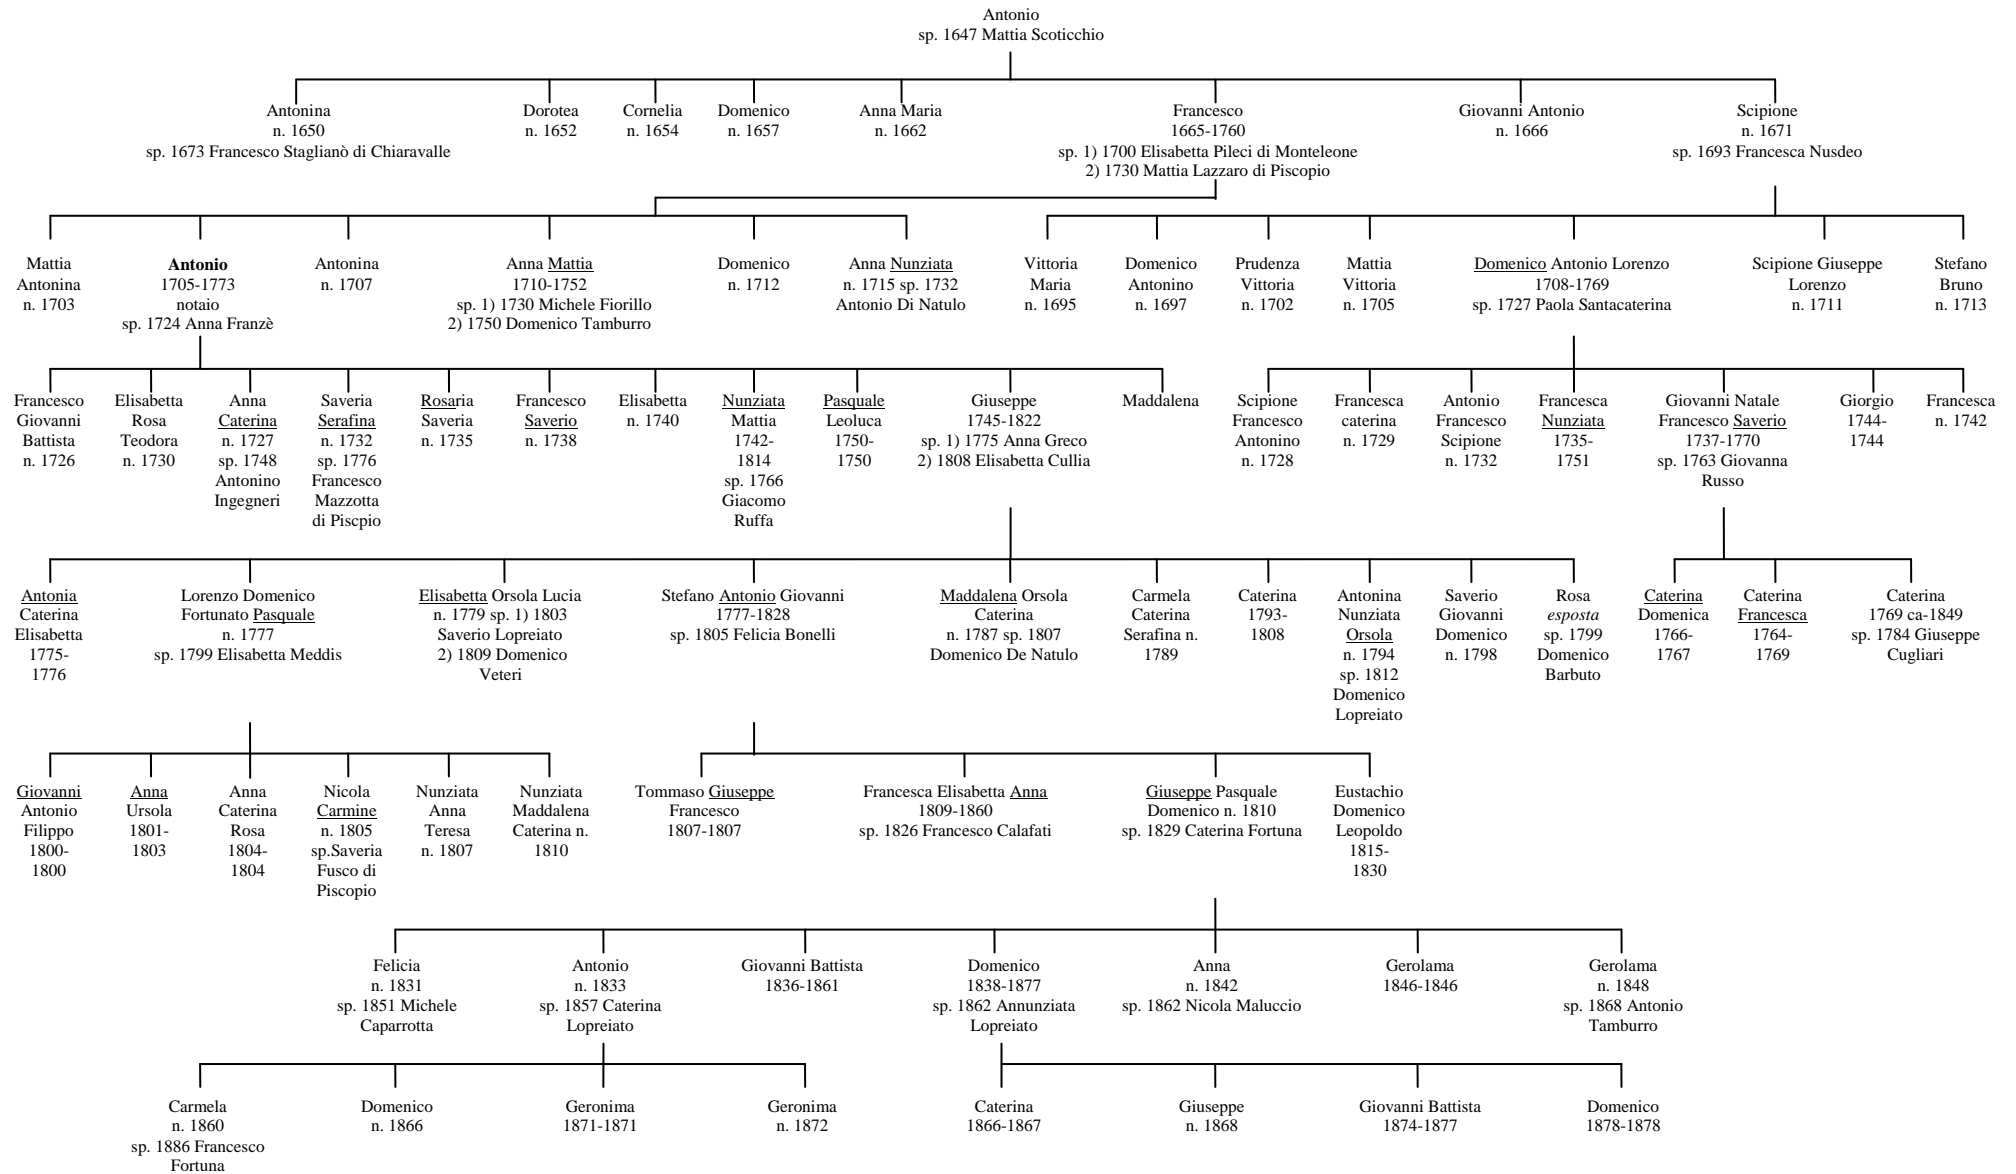 Antonio
sp. 1647 Mattia Scoticchio
Antonina
n. 1650
sp. 1673 Francesco Staglianò di Chiaravalle
Dorotea
n. 1652
Cornelia
n. 1654
Domenico
n. 1657
Anna Maria
n. 1662
Francesco
1665-1760
sp. 1) 1700 Elisabetta Pileci di Monteleone
2) 1730 Mattia Lazzaro di Piscopio
Giovanni Antonio
n. 1666
Scipione
n. 1671
sp. 1693 Francesca Nusdeo
Mattia
Antonina
n. 1703
Antonio
1705-1773
notaio
sp. 1724 Anna Franzè
Antonina
n. 1707
Anna Mattia
1710-1752
sp. 1) 1730 Michele Fiorillo
2) 1750 Domenico Tamburro
Domenico
n. 1712
Anna Nunziata
n. 1715 sp. 1732
Antonio Di Natulo
Vittoria
Maria
n. 1695
Domenico
Antonino
n. 1697
Prudenza
Vittoria
n. 1702
Mattia
Vittoria
n. 1705
Domenico Antonio Lorenzo
1708-1769
sp. 1727 Paola Santacaterina
Scipione Giuseppe
Lorenzo
n. 1711
Stefano
Bruno
n. 1713
Francesco
Giovanni
Battista
n. 1726
Elisabetta
Rosa
Teodora
n. 1730
Anna
Caterina
n. 1727
sp. 1748
Antonino
Ingegneri
Saveria
Serafina
n. 1732
sp. 1776
Francesco
Mazzotta
di Piscpio
Rosaria
Saveria
n. 1735
Francesco
Saverio
n. 1738
Elisabetta
n. 1740
Nunziata
Mattia
1742-
1814
sp. 1766
Giacomo
Ruffa
Pasquale
Leoluca
1750-
1750
Giuseppe
1745-1822
sp. 1) 1775 Anna Greco
2) 1808 Elisabetta Cullia
Maddalena
Scipione
Francesco
Antonino
n. 1728
Francesca
caterina
n. 1729
Antonio
Francesco
Scipione
n. 1732
Francesca
Nunziata
1735-
1751
Giovanni Natale
Francesco Saverio
1737-1770
sp. 1763 Giovanna
Russo
Giorgio
1744-
1744
Francesca
n. 1742
Antonia
Caterina
Elisabetta
1775-
1776
Lorenzo Domenico
Fortunato Pasquale
n. 1777
sp. 1799 Elisabetta Meddis
Elisabetta Orsola Lucia
n. 1779 sp. 1) 1803
Saverio Lopreiato
2) 1809 Domenico
Veteri
Stefano Antonio Giovanni
1777-1828
sp. 1805 Felicia Bonelli
Maddalena Orsola
Caterina
n. 1787 sp. 1807
Domenico De Natulo
Carmela
Caterina
Serafina n.
1789
Caterina
1793-
1808
Antonina
Nunziata
Orsola
n. 1794
sp. 1812
Domenico
Lopreiato
Saverio
Giovanni
Domenico
n. 1798
Rosa
esposta
sp. 1799
Domenico
Barbuto
Caterina
Domenica
1766-
1767
Caterina
Francesca
1764-
1769
Caterina
1769 ca-1849
sp. 1784 Giuseppe
Cugliari
Giovanni
Antonio
Filippo
1800-
1800
Anna
Ursola
1801-
1803
Anna
Caterina
Rosa
1804-
1804
Nicola
Carmine
n. 1805
sp.Saveria
Fusco di
Piscopio
Nunziata
Anna
Teresa
n. 1807
Nunziata
Maddalena
Caterina n.
1810
Tommaso Giuseppe
Francesco
1807-1807
Francesca Elisabetta Anna
1809-1860
sp. 1826 Francesco Calafati
Giuseppe Pasquale
Domenico n. 1810
sp. 1829 Caterina Fortuna
Eustachio
Domenico
Leopoldo
1815-
1830
Felicia
n. 1831
sp. 1851 Michele
Caparrotta
Antonio
n. 1833
sp. 1857 Caterina
Lopreiato
Giovanni Battista
1836-1861
Domenico
1838-1877
sp. 1862 Annunziata
Lopreiato
Anna
n. 1842
sp. 1862 Nicola Maluccio
Gerolama
1846-1846
Gerolama
n. 1848
sp. 1868 Antonio
Tamburro
Carmela
n. 1860
sp. 1886 Francesco
Fortuna
Domenico
n. 1866
Geronima
1871-1871
Geronima
n. 1872
Caterina
1866-1867
Giuseppe
n. 1868
Giovanni Battista
1874-1877
Domenico
1878-1878